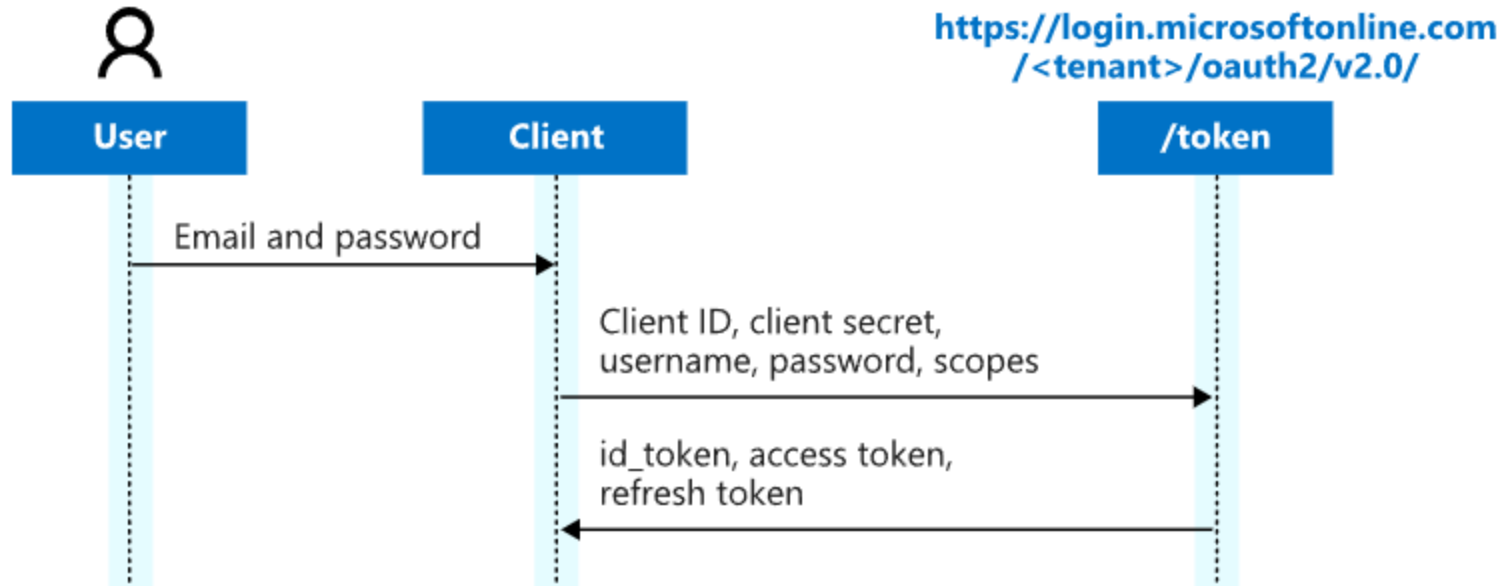 https://login.microsoftonline.com
/<tenant>/oauth2/v2.0/
User
Client
/token
Email and password
Client ID, client secret,
username, password, scopes
id_token, access token,
refresh token